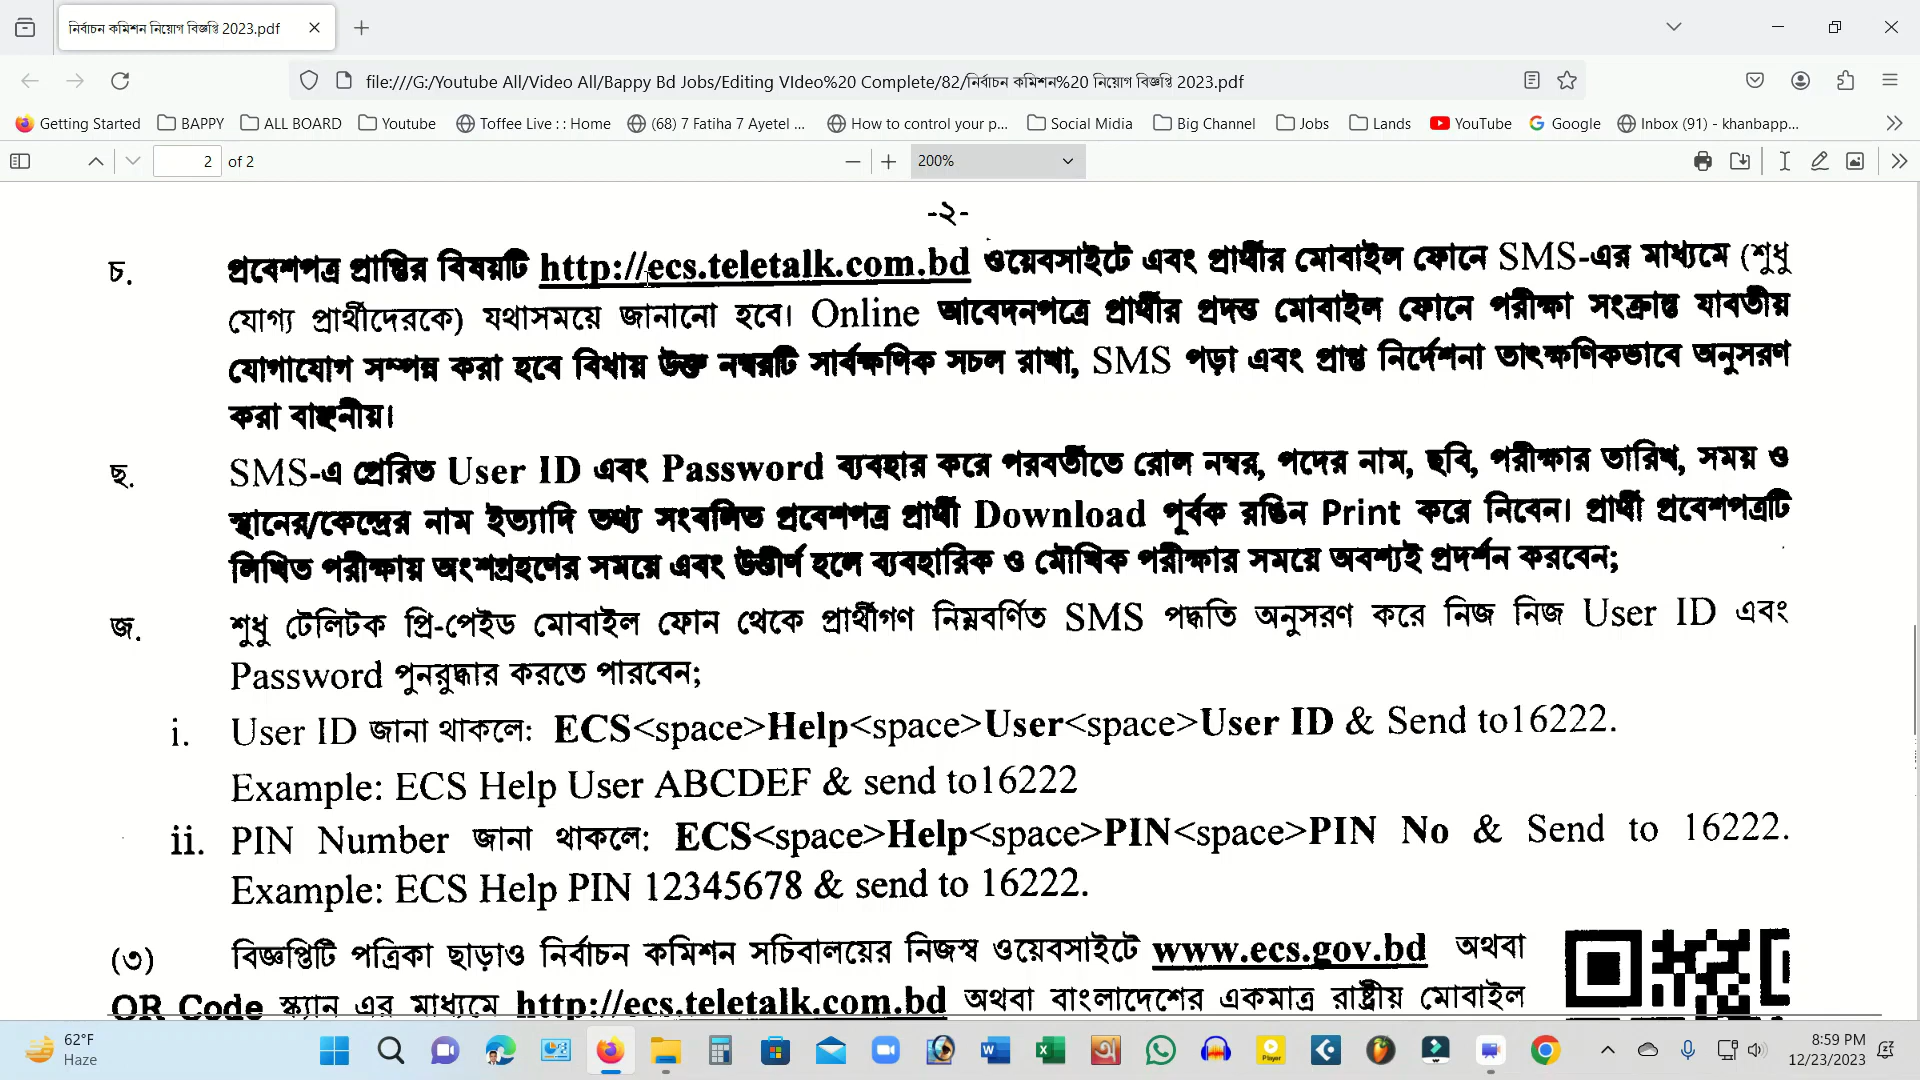 নির্বাচন কমিশন নিয়োগ বিজ্ঞপ্তি 2023.pdf
file:///G:/Youtube All/Video All/Bappy Bd Jobs/Editing VIdeo%20 Complete/82/নির্বাচন কমিশন%20 নিয়োগ বিজ্ঞপ্তি 2023.pdf
Getting Started BAPPY ALL BOARD Youtube Toffee Live : : Home (68) 7 Fatiha 7 Ayetel ... How to control your p... Social Midia Big Channel Jobs Lands YouTube Google Inbox (91) - khanbapp...
2 of 2 200%
-২-
চ. প্রবেশপত্র প্রাপ্তির বিষয়টি http://ecs.teletalk.com.bd ওয়েবসাইটে এবং প্রার্থীর মোবাইল ফোনে SMS-এর মাধ্যমে (শুধু
যোগ্য প্রার্থীদেরকে) যথাসময়ে জানানো হবে। Online আবেদনপত্রে প্রার্থীর প্রদত্ত মোবাইল ফোনে পরীক্ষা সংক্রান্ত যাবতীয়
যোগাযোগ সম্পন্ন করা হবে বিধায় উক্ত নম্বরটি সার্বক্ষণিক সচল রাখা, SMS পড়া এবং প্রাপ্ত নির্দেশনা তাৎক্ষণিকভাবে অনুসরণ
করা বাঞ্ছনীয়।
ছ. SMS-এ প্রেরিত User ID এবং Password ব্যবহার করে পরবর্তীতে রোল নম্বর, পদের নাম, ছবি, পরীক্ষার তারিখ, সময় ও
স্থানের/কেন্দ্রের নাম ইত্যাদি তথ্য সংবলিত প্রবেশপত্র প্রার্থী Download পূর্বক রঙিন Print করে নিবেন। প্রার্থী প্রবেশপত্রটি
লিখিত পরীক্ষায় অংশগ্রহণের সময়ে এবং উত্তীর্ণ হলে ব্যবহারিক ও মৌখিক পরীক্ষার সময়ে অবশ্যই প্রদর্শন করবেন;
জ. শুধু টেলিটক প্রি-পেইড মোবাইল ফোন থেকে প্রার্থীগণ নিম্নবর্ণিত SMS পদ্ধতি অনুসরণ করে নিজ নিজ User ID এবং
Password পুনরুদ্ধার করতে পারবেন;
i. User ID জানা থাকলে: ECS<space>Help<space>User<space>User ID & Send to16222.
Example: ECS Help User ABCDEF & send to16222
ii. PIN Number জানা থাকলে: ECS<space>Help<space>PIN<space>PIN No & Send to 16222.
Example: ECS Help PIN 12345678 & send to 16222.
(৩) বিজ্ঞপ্তিটি পত্রিকা ছাড়াও নির্বাচন কমিশন সচিবালয়ের নিজস্ব ওয়েবসাইটে www.ecs.gov.bd অথবা
QR Code স্ক্যান এর মাধ্যমে http://ecs.teletalk.com.bd অথবা বাংলাদেশের একমাত্র রাষ্ট্রীয় মোবাইল
62°F
Haze
8:59 PM
12/23/2023